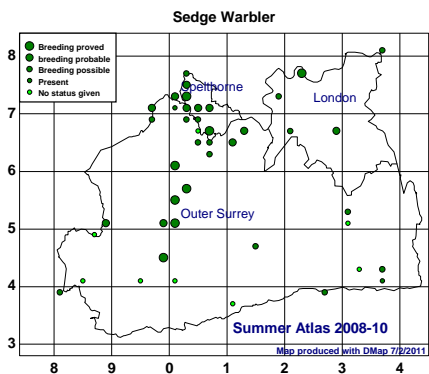 Sedge Warbler
Breeding proved
breeding probable
Breeding possible
Present
No status given
Spelthorne
London
Outer Surrey
Summer Atlas 2008-10
Map produced with DMap 7/2/2011
8
7
6
5
4
3
8 9 0 1 2 3 4